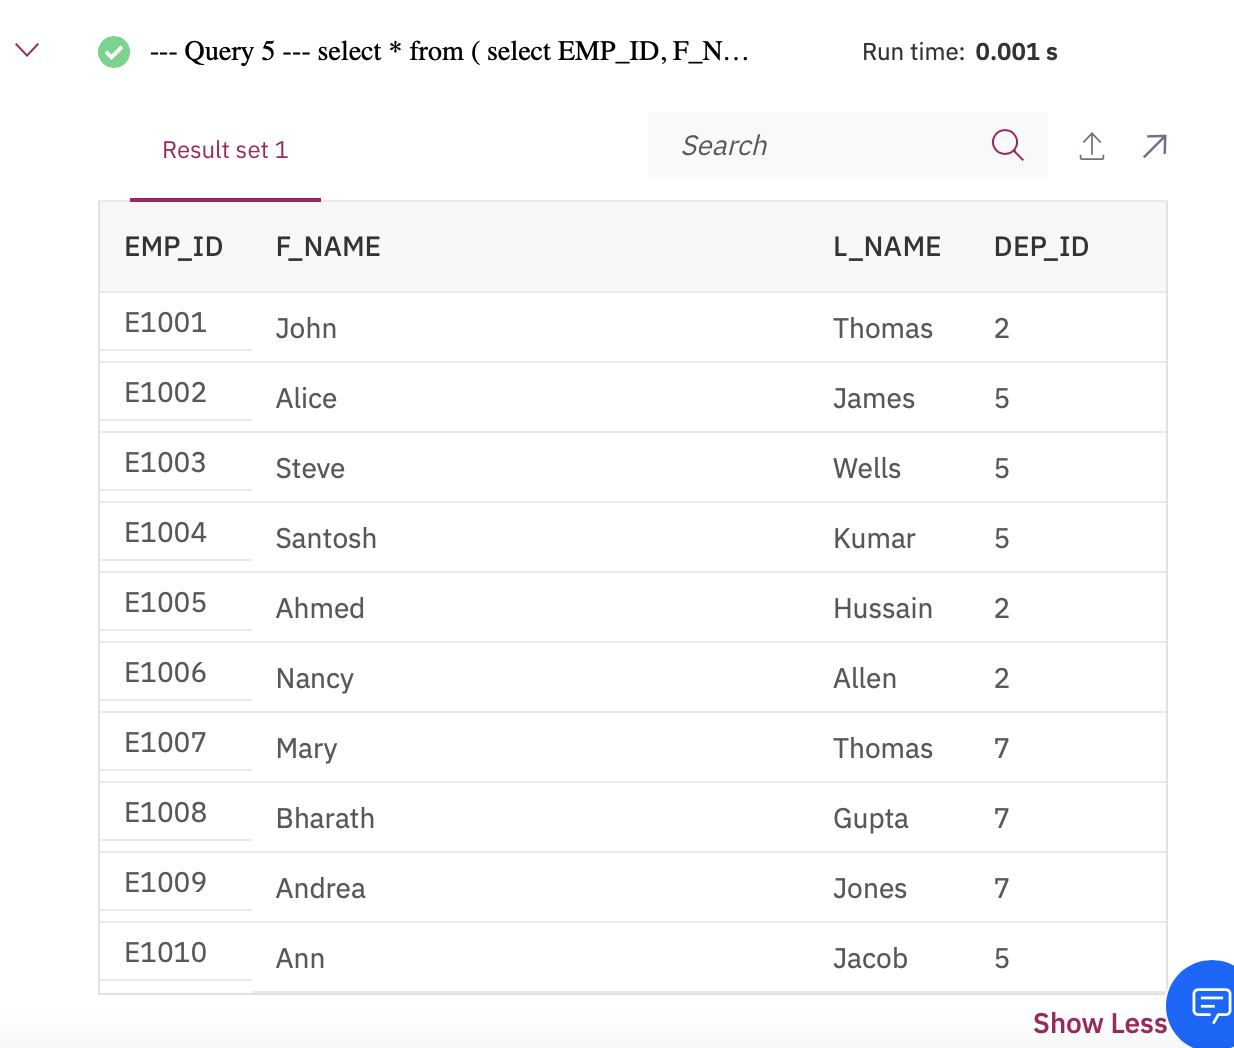 --- Query 5 --- select * from ( select EMP_ID, F_N... Run time: 0.001 s
Result set 1 Search
EMP_ID F_NAME L_NAME DEP_ID
E1001 John Thomas 2
E1002 Alice James 5
E1003 Steve Wells 5
E1004 Santosh Kumar 5
E1005 Ahmed Hussain 2
E1006 Nancy Allen 2
E1007 Mary Thomas 7
E1008 Bharath Gupta 7
E1009 Andrea Jones 7
E1010 Ann Jacob 5
Show Less